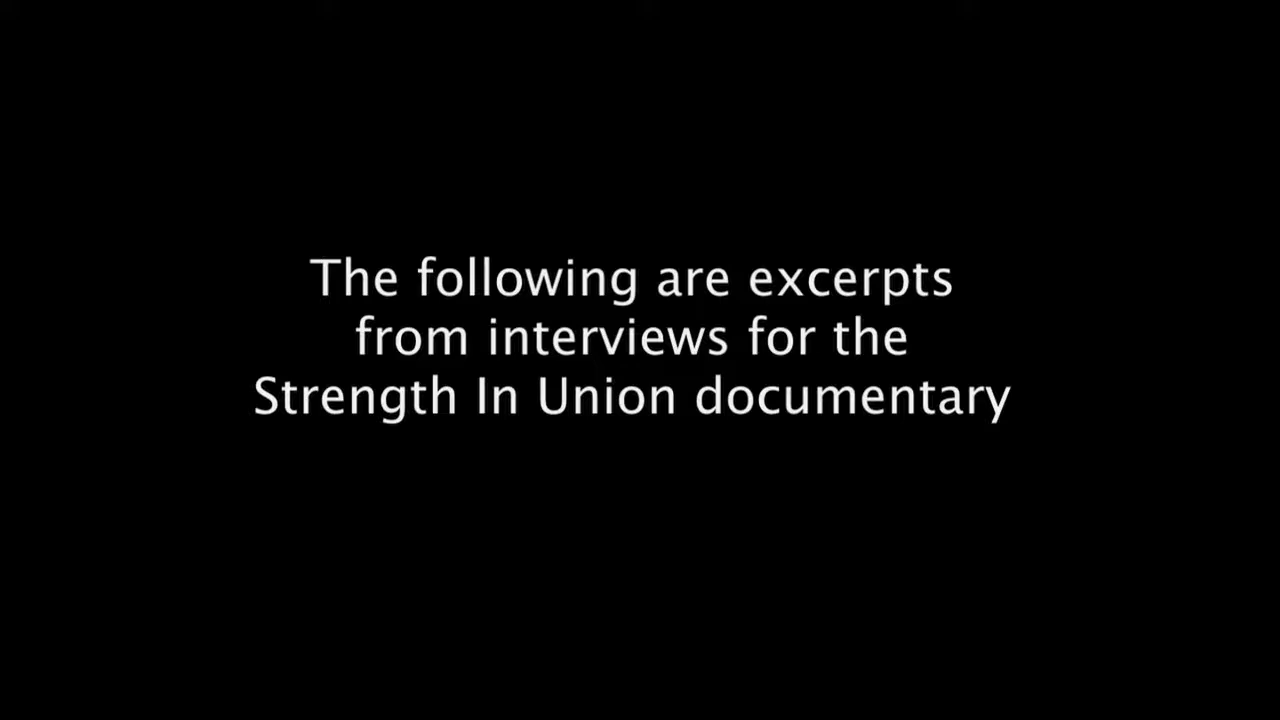 The following are excerpts
from interviews for the
Strength In Union documentary